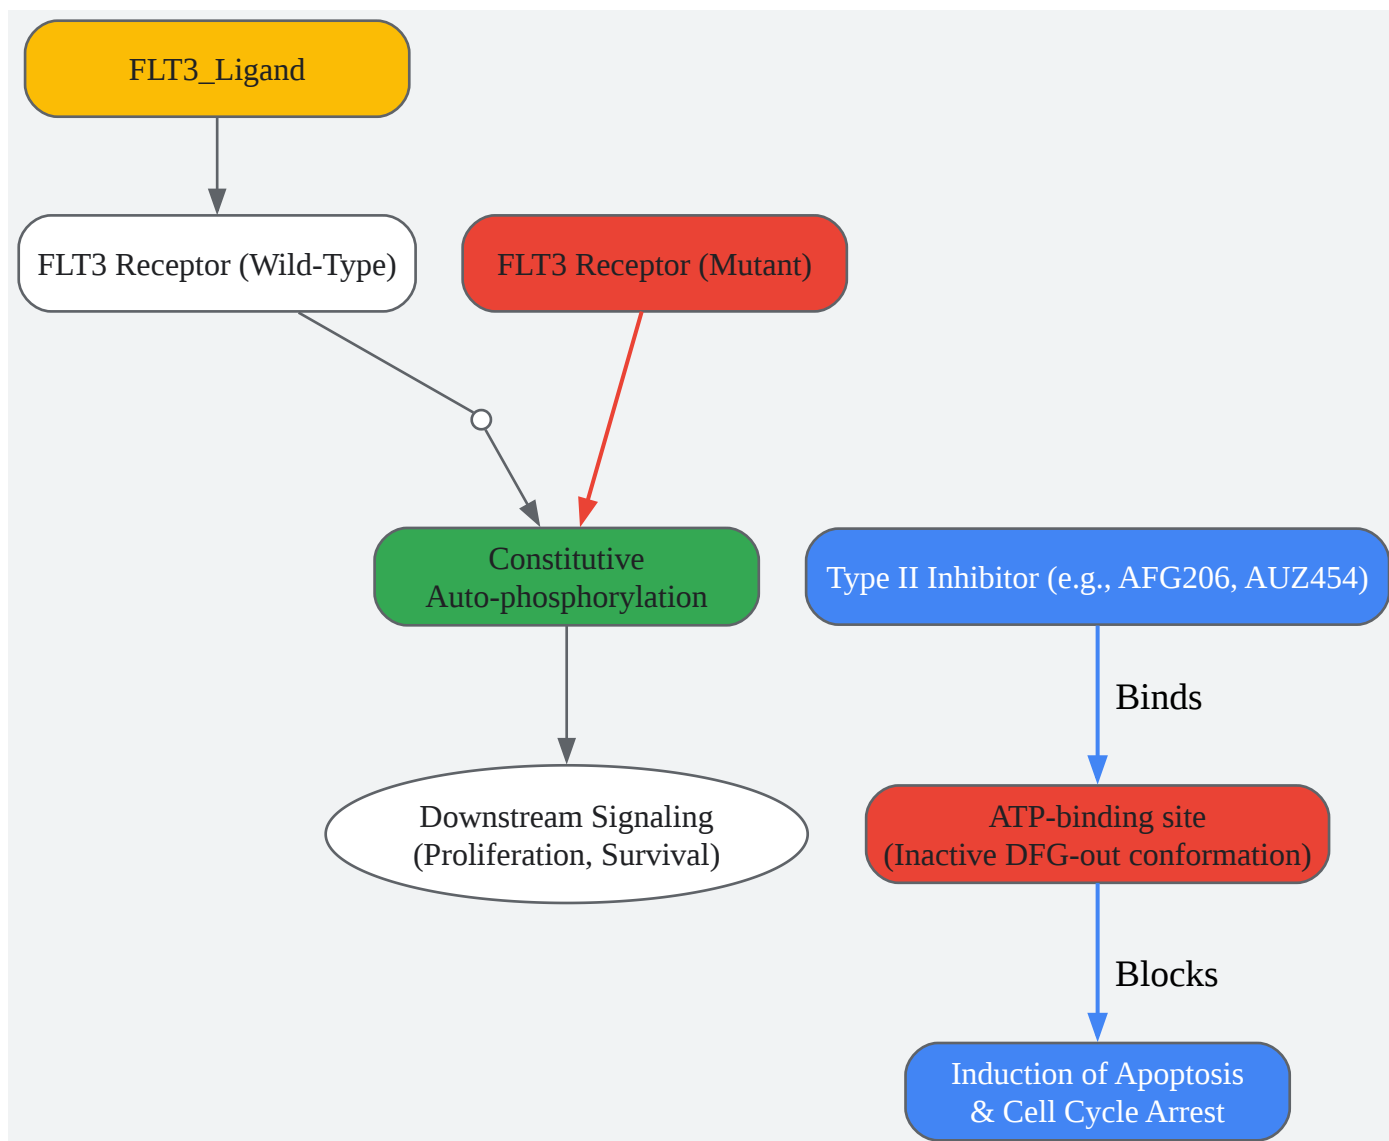 FLT3_Ligand
FLT3 Receptor (Wild-Type)
FLT3 Receptor (Mutant)
Constitutive
Auto-phosphorylation
Type II Inhibitor (e.g., AFG206, AUZ454)
Binds
Downstream Signaling
(Proliferation, Survival)
ATP-binding site
(Inactive DFG-out conformation)
Blocks
Induction of Apoptosis
& Cell Cycle Arrest